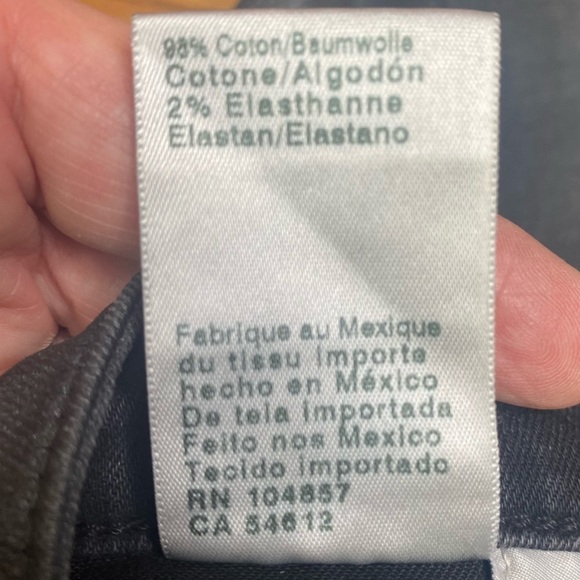 98% Coton/Baumwolle
Cotone/Algodón
2% Elasthanne
Elastan/Elastano
Fabrique au Mexique
du tissu importe
hecho en México
De tela importada
Feito nos Mexico
Tecido importado
RN 104857
CA 54612